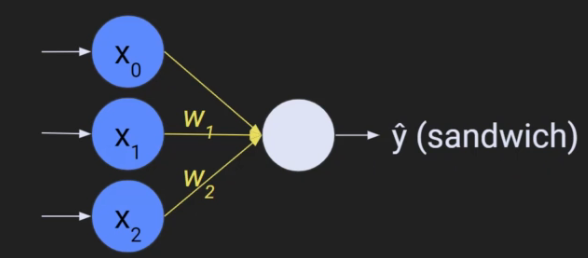 x₀
w₁
x₁
ŷ (sandwich)
w₂
x₂